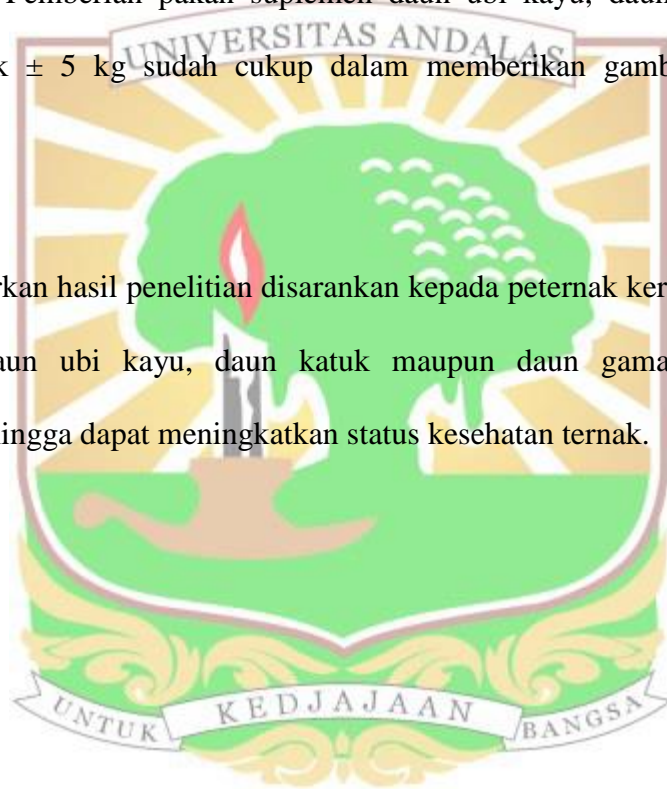 Pemberian pakan suplemen daun ubi kayu, daun
UNIVERSITAS ANDALAS
k ± 5 kg sudah cukup dalam memberikan gamb
rkan hasil penelitian disarankan kepada peternak ker
aun ubi kayu, daun katuk maupun daun gama
ingga dapat meningkatkan status kesehatan ternak.
UNTUK KEDJAJAAN BANGSA